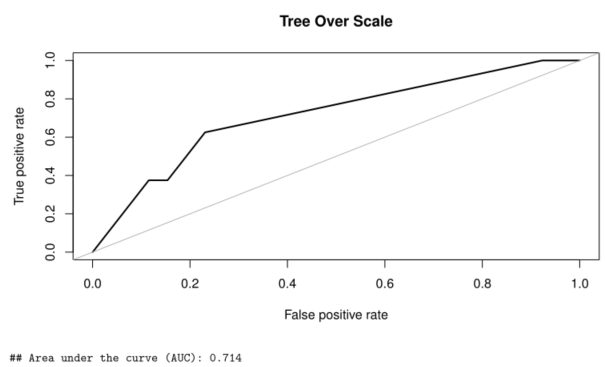 Tree Over Scale
True positive rate
1.0
0.8
0.6
0.4
0.2
0.0
0.0 0.2 0.4 0.6 0.8 1.0
False positive rate
## Area under the curve (AUC): 0.714